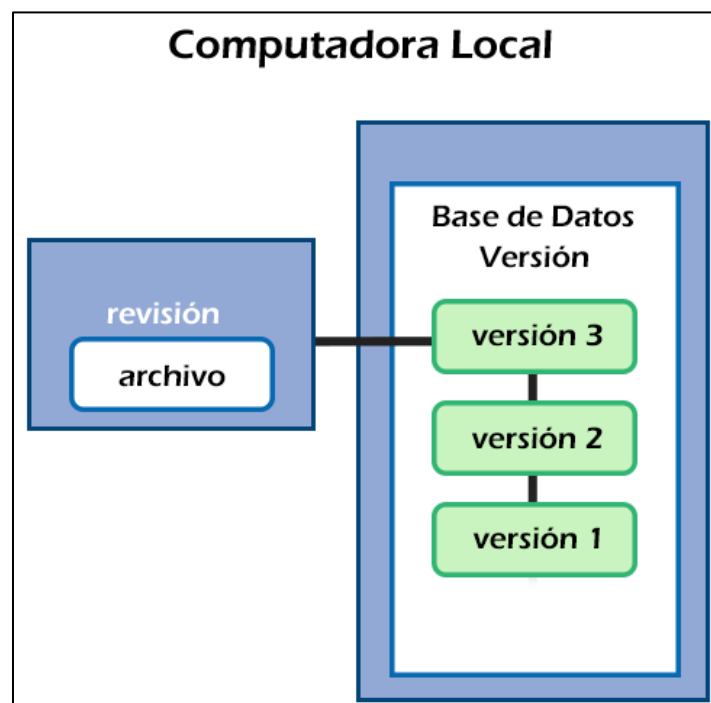 Computadora Local
revisión
archivo
Base de Datos
Versión
versión 3
versión 2
versión 1